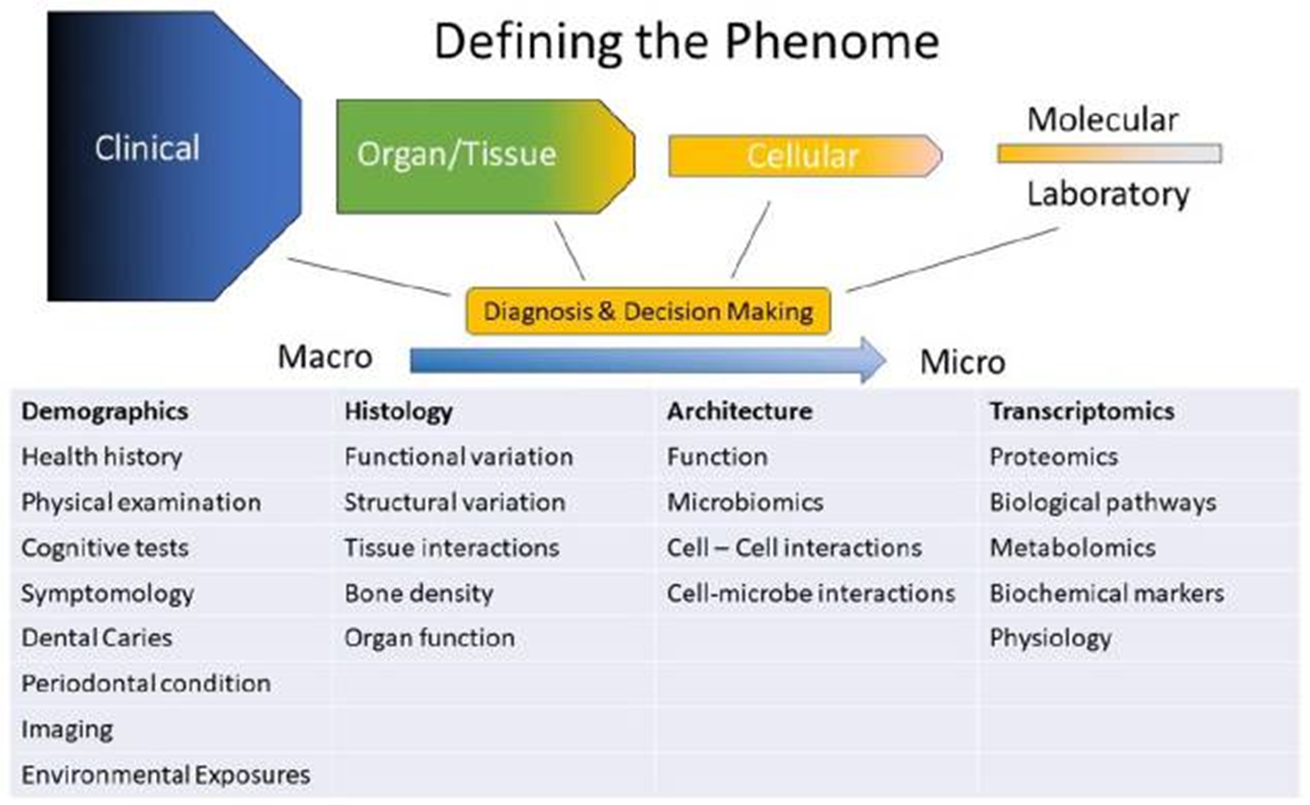 Defining the Phenome
Clinical
Organ/Tissue
Cellular
Molecular
Laboratory
Diagnosis & Decision Making
Macro
Micro
Demographics
Histology
Architecture
Transcriptomics
Health history
Functional variation
Function
Proteomics
Physical examination
Structural variation
Microbiomics
Biological pathways
Cognitive tests
Tissue interactions
Cell – Cell interactions
Metabolomics
Symptomology
Bone density
Cell-microbe interactions
Biochemical markers
Dental Caries
Organ function
Physiology
Periodontal condition
Imaging
Environmental Exposures